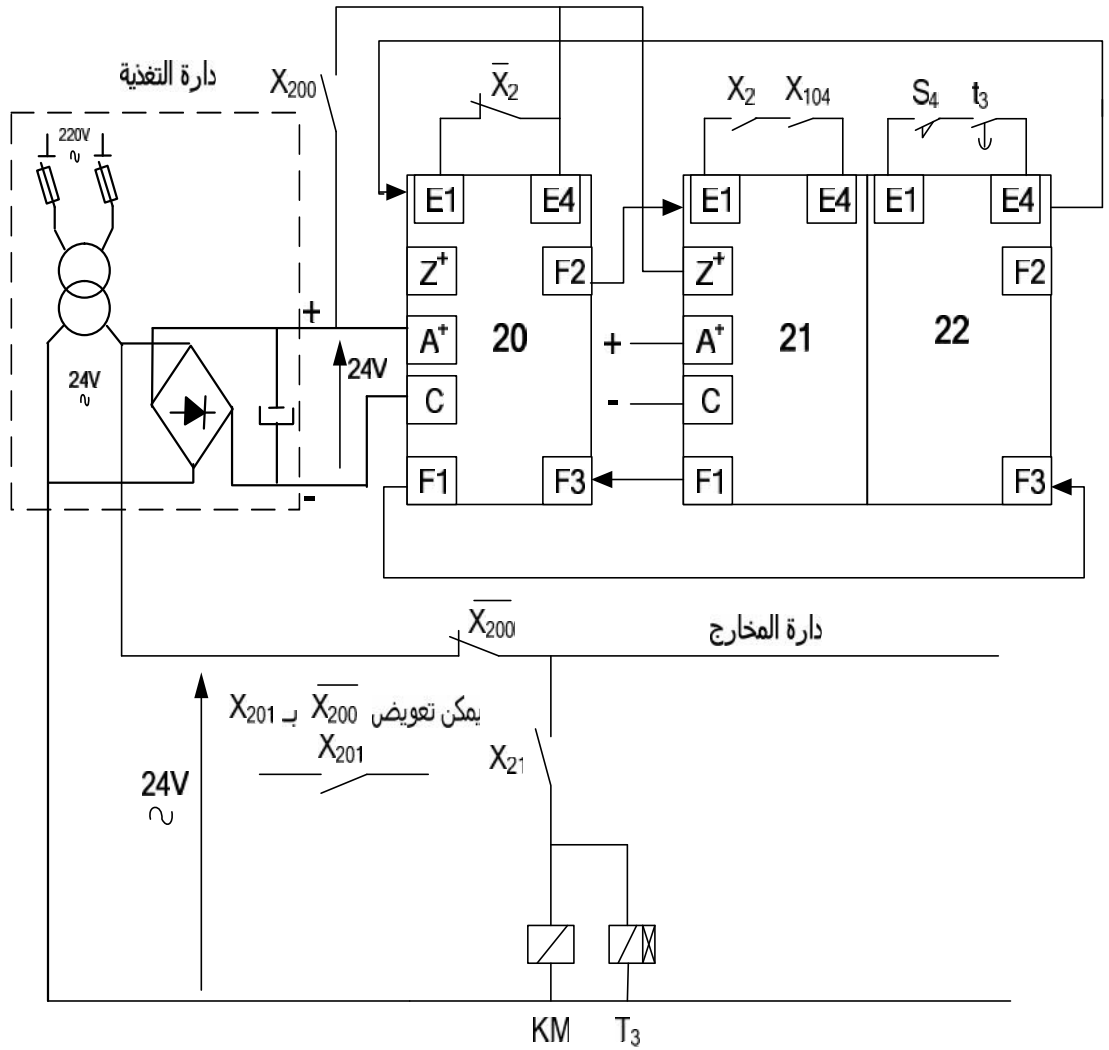 دارة التغذية
220V
~
24V
~
+
-
24V
X200
X̅2
E1
E4
Z+
F2
A+
20
C
F1
F3
X2
X104
E1
E4
Z+
A+
21
C
F1
+
-
S4
t3
E1
E4
F2
22
F3
X̅200
دارة المخارج
يمكن تعويض X̅200 بـ X201
X201
X21
24V
~
KM
T3